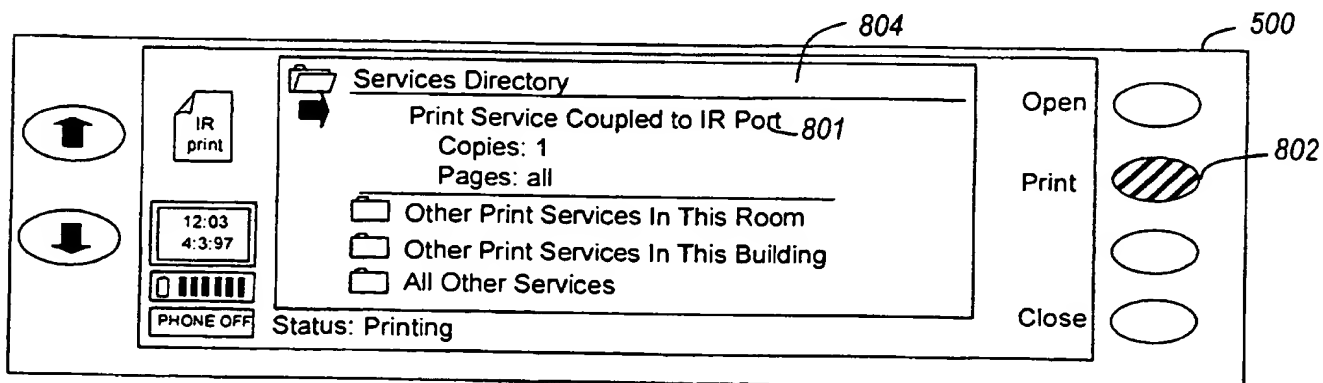 804
500
Services Directory
IR
print
Print Service Coupled to IR Port
801
Copies: 1
Pages: all
Open
Print
802
12:03
4:3:97
Other Print Services In This Room
Other Print Services In This Building
All Other Services
PHONE OFF
Status: Printing
Close